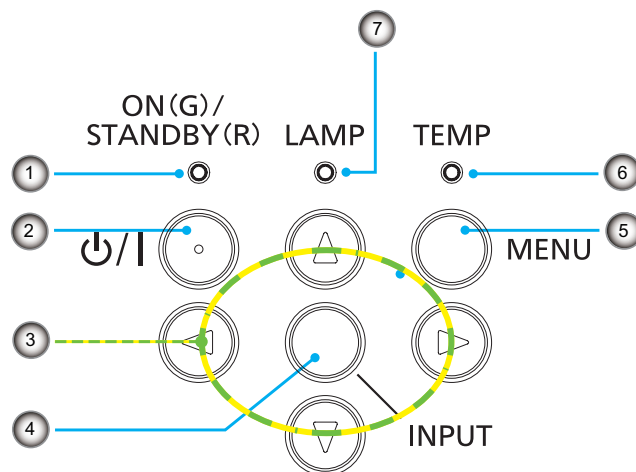 7
ON(G)/
STANDBY(R) LAMP TEMP
1
6
2
5
⏻/I
MENU
3
4
INPUT